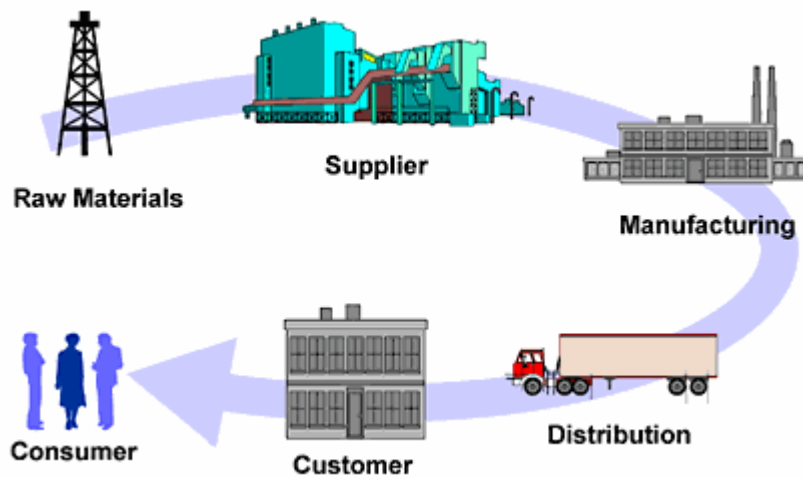 Raw Materials
Supplier
Manufacturing
Distribution
Customer
Consumer